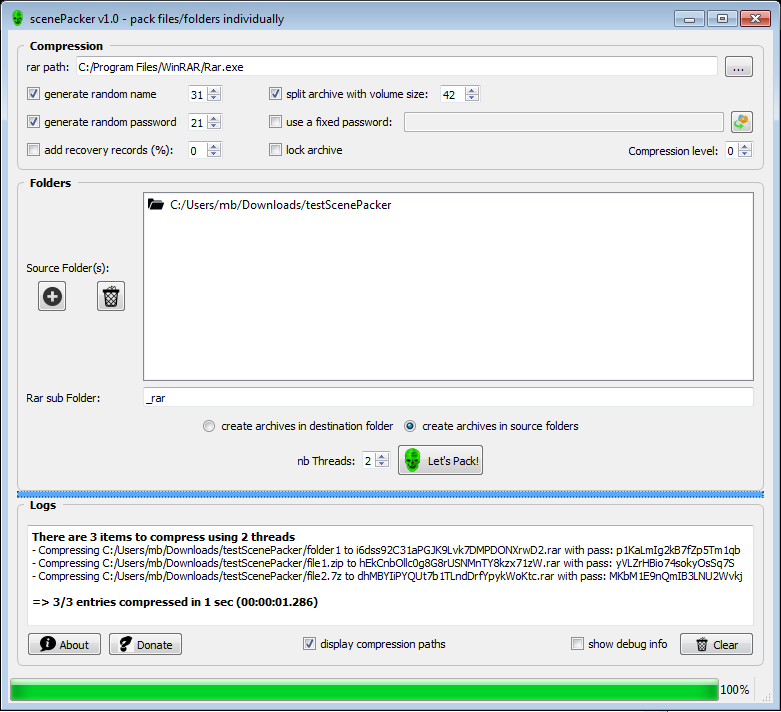 scenePacker v1.0 - pack files/folders individually
Compression
rar path: C:/Program Files/WinRAR/Rar.exe ...
generate random name 31 split archive with volume size: 42
generate random password 21 use a fixed password:
add recovery records (%): 0 lock archive Compression level: 0
Folders
C:/Users/mb/Downloads/testScenePacker
Source Folder(s):
Rar sub Folder: _rar
create archives in destination folder create archives in source folders
nb Threads: 2 Let's Pack!
Logs
There are 3 items to compress using 2 threads
- Compressing C:/Users/mb/Downloads/testScenePacker/folder1 to i6dss92C31aPGJK9Lvk7DMPDONXrwD2.rar with pass: p1KaLmIg2kB7fZp5Tm1qb
- Compressing C:/Users/mb/Downloads/testScenePacker/file1.zip to hEkCnbOllc0g8G8rUSNMnTY8kzx71zW.rar with pass: yVLZrHBio74sokyOsSq7S
- Compressing C:/Users/mb/Downloads/testScenePacker/file2.7z to dhMBYIiPYQUt7b1TLndDrfYpykWoKtc.rar with pass: MKbM1E9nQmIB3LNU2Wvkj
=> 3/3 entries compressed in 1 sec (00:00:01.286)
About Donate display compression paths show debug info Clear
100%